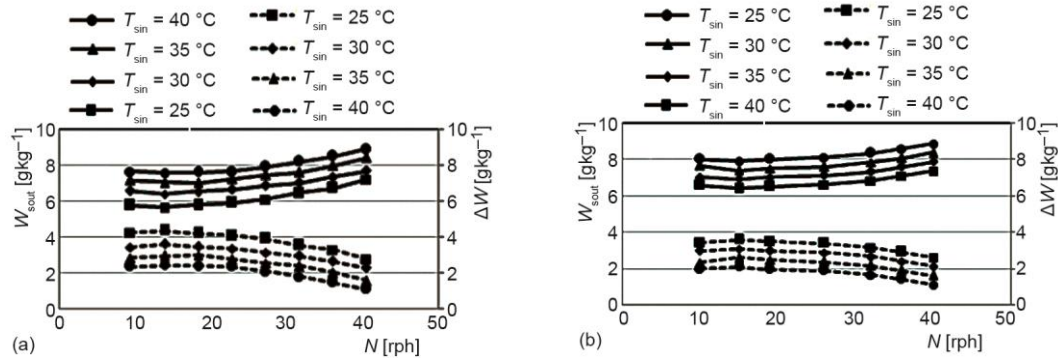 T_sin = 40 °C
T_sin = 35 °C
T_sin = 30 °C
T_sin = 25 °C
T_sin = 25 °C
T_sin = 30 °C
T_sin = 35 °C
T_sin = 40 °C
W_sout [gkg⁻¹]
10
8
6
4
2
0
0 10 20 30 40 50
10
8
6
4
2
0
ΔW [gkg⁻¹]
(a)
N [rph]
T_sin = 25 °C
T_sin = 30 °C
T_sin = 35 °C
T_sin = 40 °C
T_sin = 25 °C
T_sin = 30 °C
T_sin = 35 °C
T_sin = 40 °C
W_sout [gkg⁻¹]
10
8
6
4
2
0
0 10 20 30 40 50
10
8
6
4
2
0
ΔW [gkg⁻¹]
(b)
N [rph]